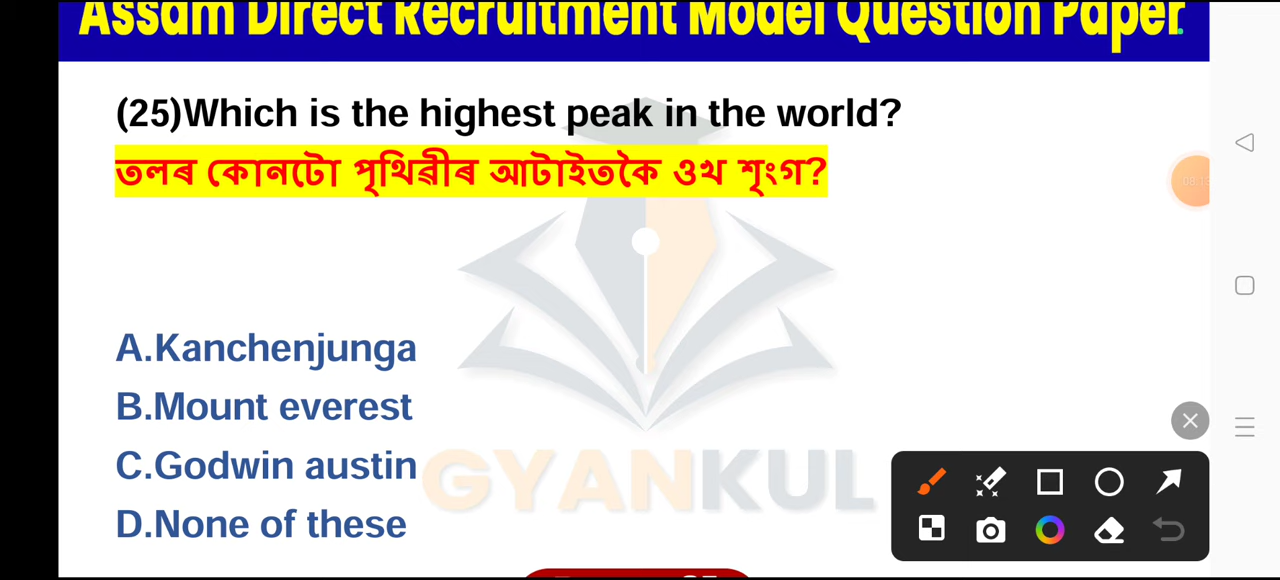 Assam Direct Recruitment Model Question Paper
(25)Which is the highest peak in the world?
তলৰ কোনটো পৃথিৱীৰ আটাইতকৈ ওখ শৃংগ?
A.Kanchenjunga
B.Mount everest
C.Godwin austin
D.None of these
GYANKUL